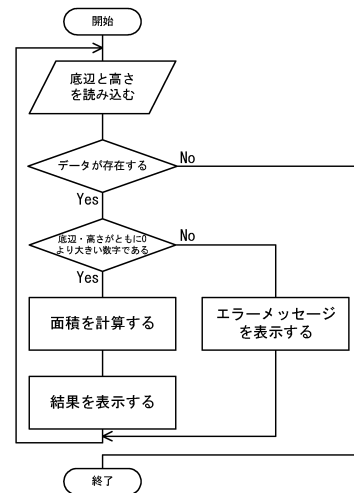 開始
底辺と高さ
を読み込む
データが存在する
No
Yes
底辺・高さがともに0
より大きい数字である
No
Yes
面積を計算する
エラーメッセージ
を表示する
結果を表示する
終了